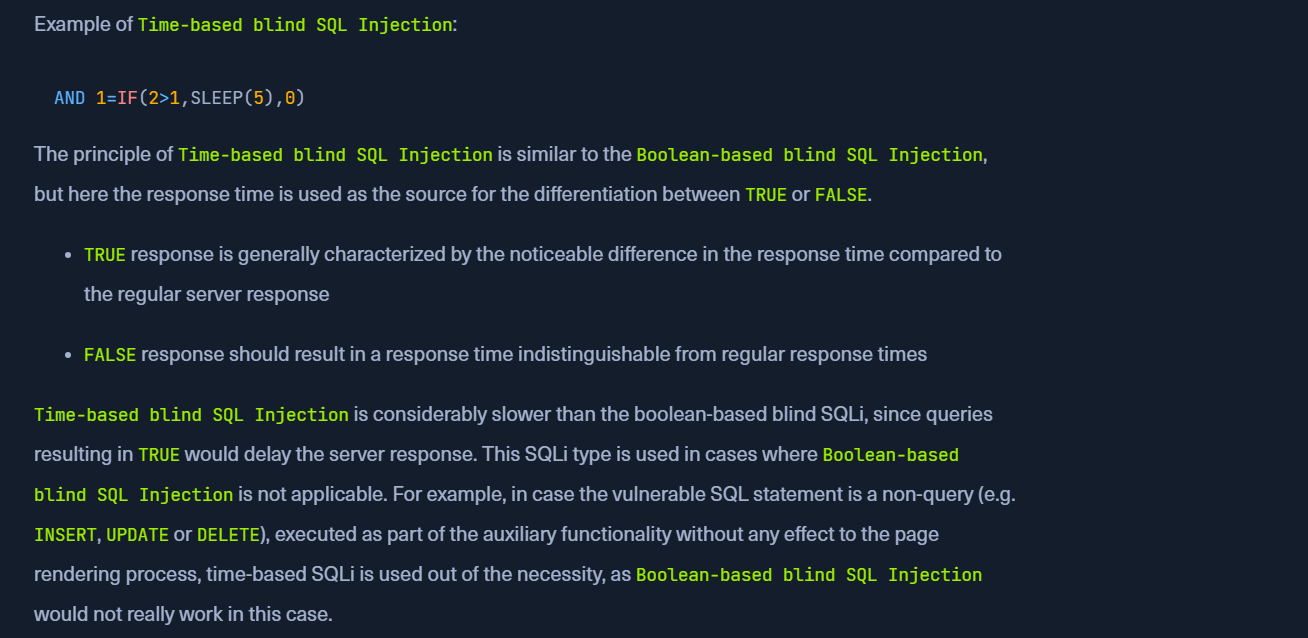 Example of Time-based blind SQL Injection:
AND 1=IF(2>1,SLEEP(5),0)
The principle of Time-based blind SQL Injection is similar to the Boolean-based blind SQL Injection,
but here the response time is used as the source for the differentiation between TRUE or FALSE.
• TRUE response is generally characterized by the noticeable difference in the response time compared to
the regular server response
• FALSE response should result in a response time indistinguishable from regular response times
Time-based blind SQL Injection is considerably slower than the boolean-based blind SQLi, since queries
resulting in TRUE would delay the server response. This SQLi type is used in cases where Boolean-based
blind SQL Injection is not applicable. For example, in case the vulnerable SQL statement is a non-query (e.g.
INSERT, UPDATE or DELETE), executed as part of the auxiliary functionality without any effect to the page
rendering process, time-based SQLi is used out of the necessity, as Boolean-based blind SQL Injection
would not really work in this case.